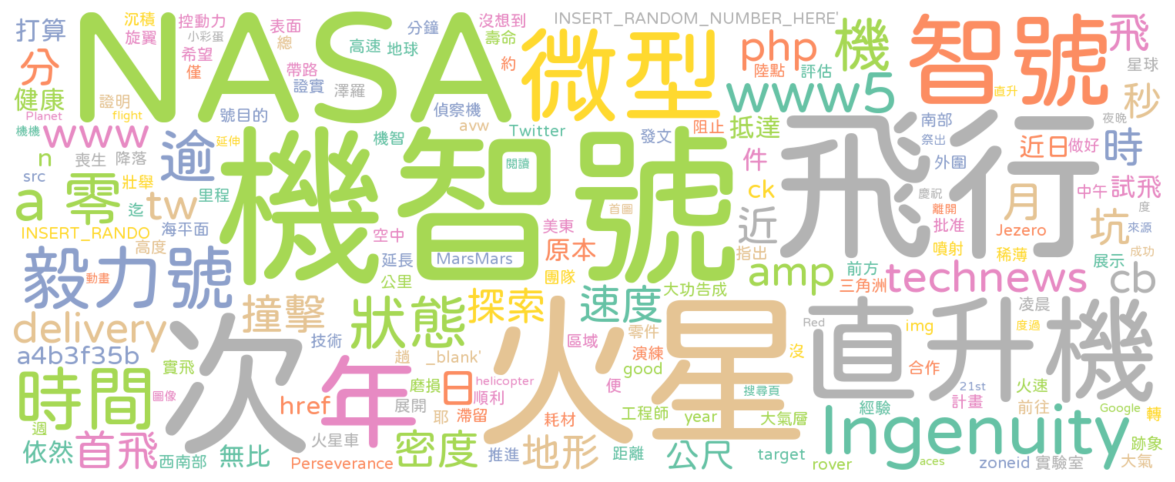 打算
沉積
控動力
旋翼
小彩蛋
總
表面
沒想到
分鐘
壽命
INSERT_RANDOM_NUMBER_HERE'
飛
分
希望
高速
地球
僅
帶路
約
NASA
微型
php
機
智號
星球
健康
證明
證實
澤羅
陸點
評估
www5
直升
秒
Planet
flight
號目的
偵察機
avw
Twitter
發文
阻止
抵達
南部
夜晚
www
機機
延伸
機智
祭出
近日
做好
時
n
喪生
降落
逾
閱讀
件
外圍
src
壯舉
里程
機智號
飛行
a
零
迄
tw
ck
慶祝
中午
試飛
INSERT_RANDO
海平面
首圖
近
離開
月
度
高度
空中
美東
批准
Jezero
坑
來源
毅力號
動畫
延長
MarsMars
原本
指出
噴射
稀薄
展示
成功
公里
團隊
大功告成
amp
前方
三角洲
technews
cb
delivery
撞擊
狀態
探索
速度
火星
直升機
凌晨
a4b3f35b
技術
趟
_blank'
零件
區域
演練
Red
img
度過
次
實飛
沒
good
合作
時間
圖像
年
磨損
helicopter
便
搜尋頁
21st
火速
href
日
順利
計畫
展開
滯留
耶
耗材
工程師
year
大氣層
經驗
前往
Google
轉
週
首飛
火星車
密度
Ingenuity
跡象
依然
西南部
無比
Perseverance
推進
地形
距離
公尺
target
rover
aces
zoneid
實驗室
大氣